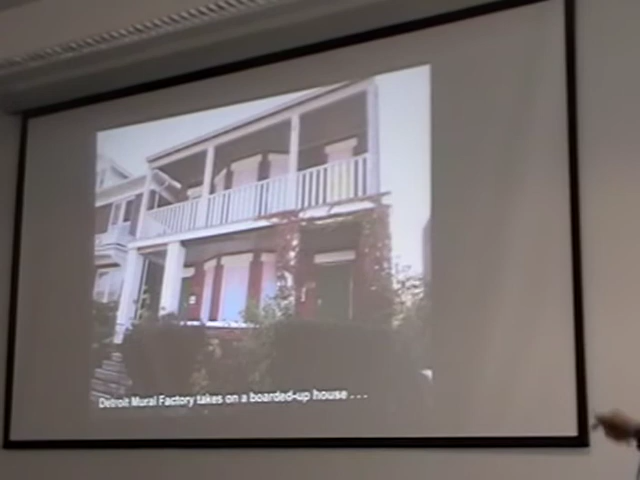 Detroit Mural Factory takes on a boarded-up house . . .